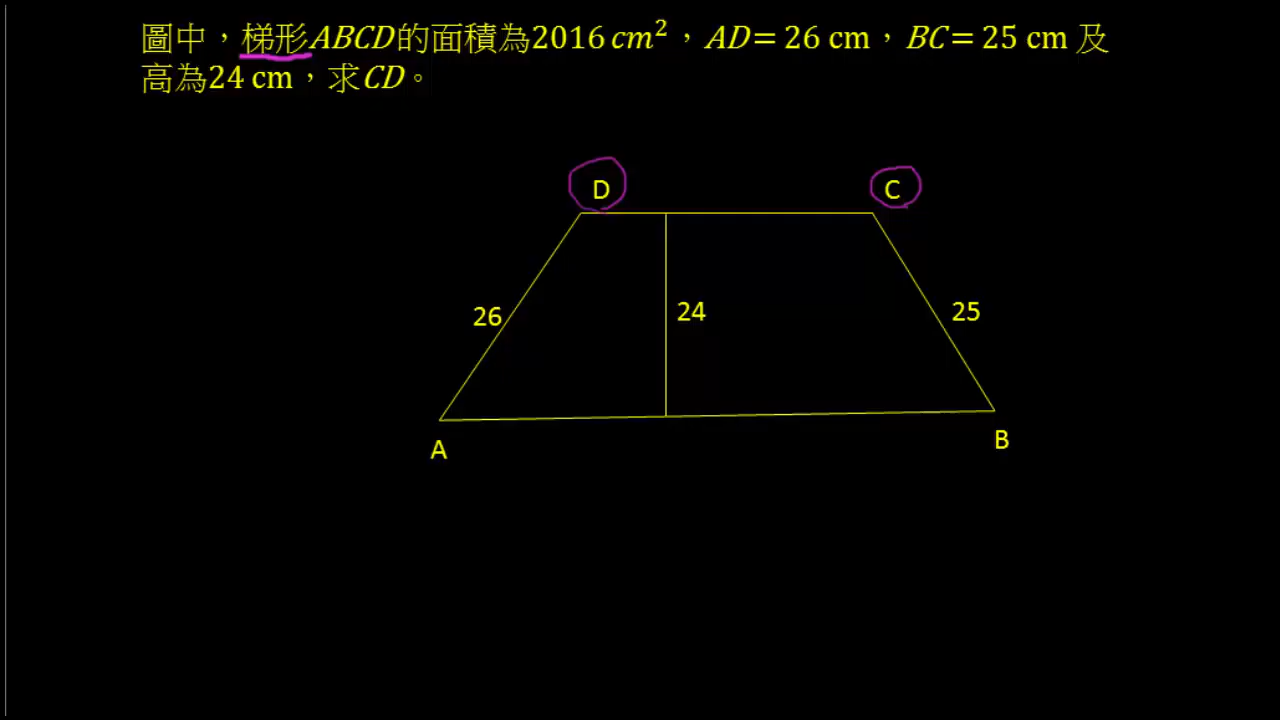 圖中，梯形ABCD的面積為2016 cm²，AD = 26 cm，BC = 25 cm 及
高為24 cm，求CD。
D
C
26
24
25
A
B